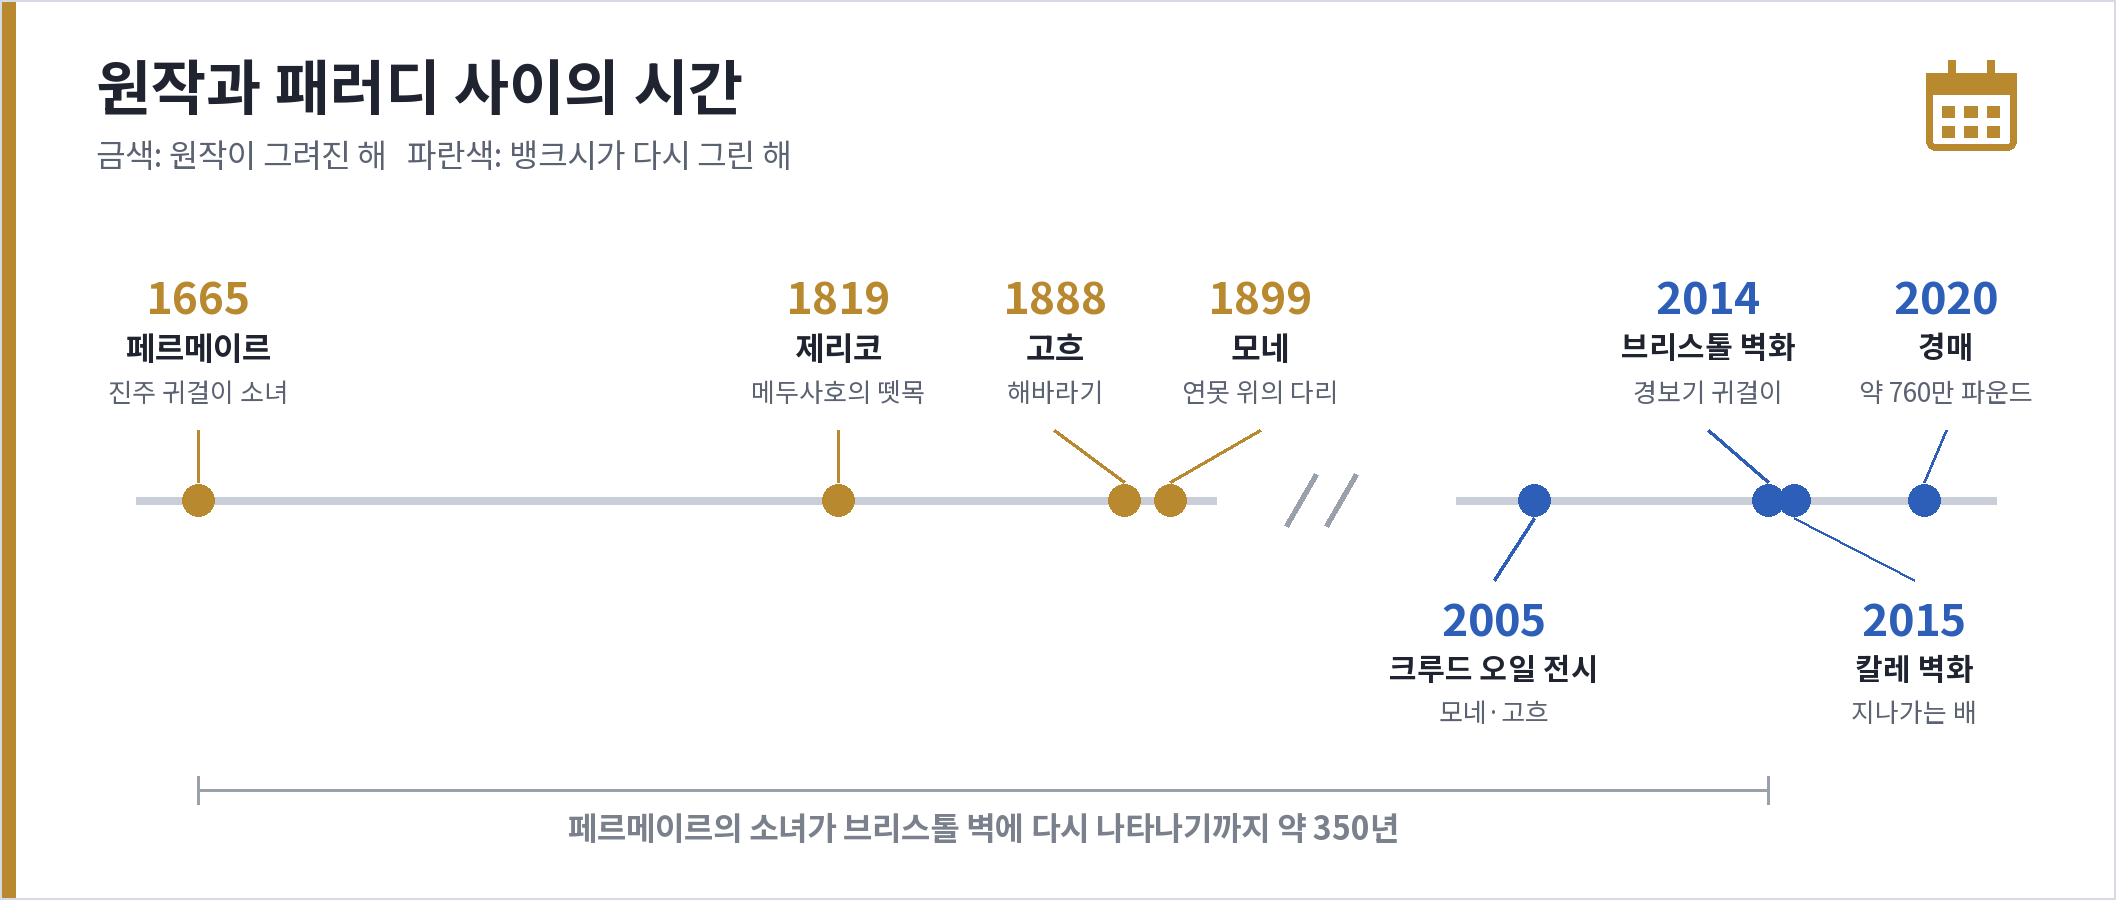 원작과 패러디 사이의 시간
금색: 원작이 그려진 해 파란색: 뱅크시가 다시 그린 해
1665
페르메이르
진주 귀걸이 소녀
1819
제리코
메두사호의 뗏목
1888
고흐
해바라기
1899
모네
연못 위의 다리
2014
브리스톨 벽화
경보기 귀걸이
2020
경매
약 760만 파운드
2005
크루드 오일 전시
모네·고흐
2015
칼레 벽화
지나가는 배
페르메이르의 소녀가 브리스톨 벽에 다시 나타나기까지 약 350년